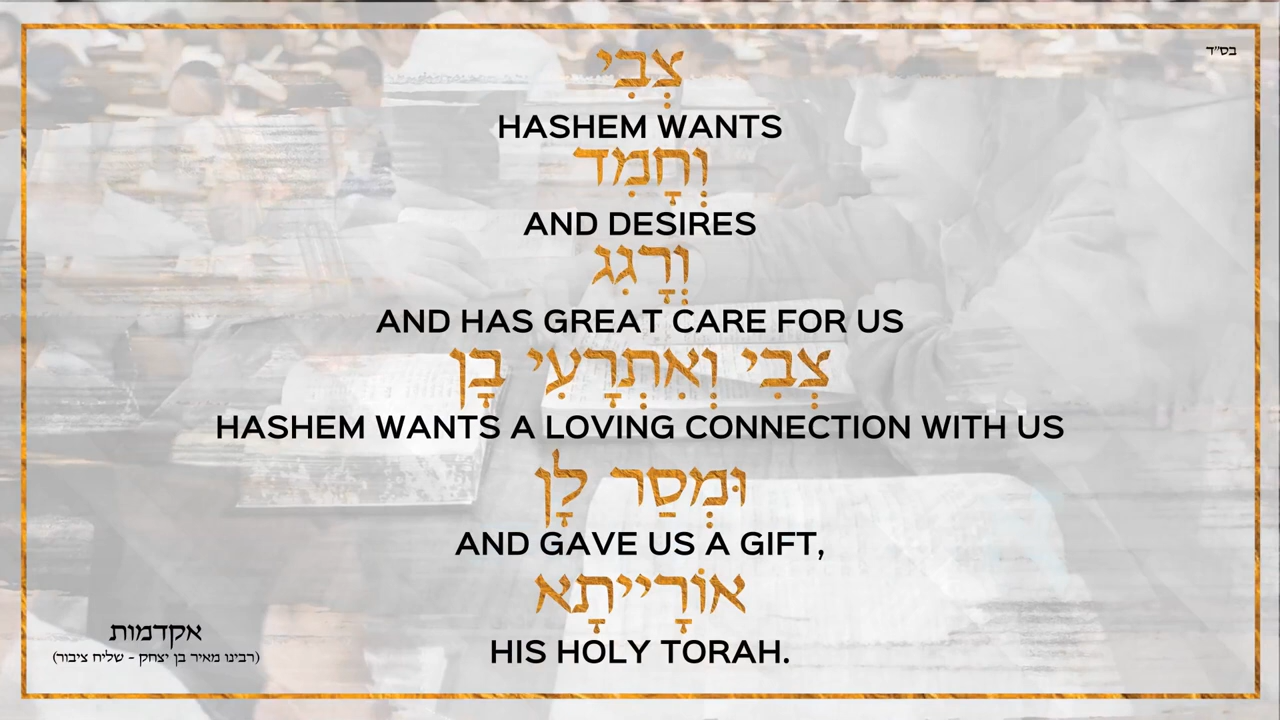 בס"ד
צְבִי
HASHEM WANTS
וְחָמִד
AND DESIRES
וְרָגִג
AND HAS GREAT CARE FOR US
צְבִי וְאִתְרָעִי בָן
HASHEM WANTS A LOVING CONNECTION WITH US
וּמְסַר לָן
AND GAVE US A GIFT,
אוֹרָיִיתָא
HIS HOLY TORAH.
אקדמות
(רבינו מאיר בן יצחק - שליח ציבור)